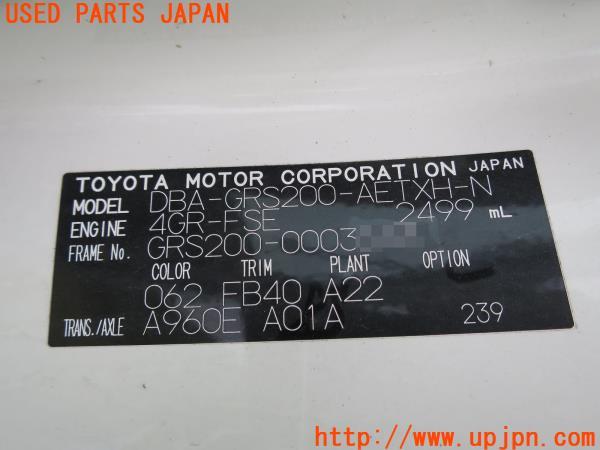 USED PARTS JAPAN
TOYOTA MOTOR CORPORATION JAPAN
MODEL DBA-GRS200-AETXH-N
ENGINE 4GR-FSE 2499 mL
FRAME No. GRS200-0003
COLOR TRIM PLANT OPTION
062 FB40 A22
TRANS./AXLE A960E A01A 239
http://www.upjpn.com/